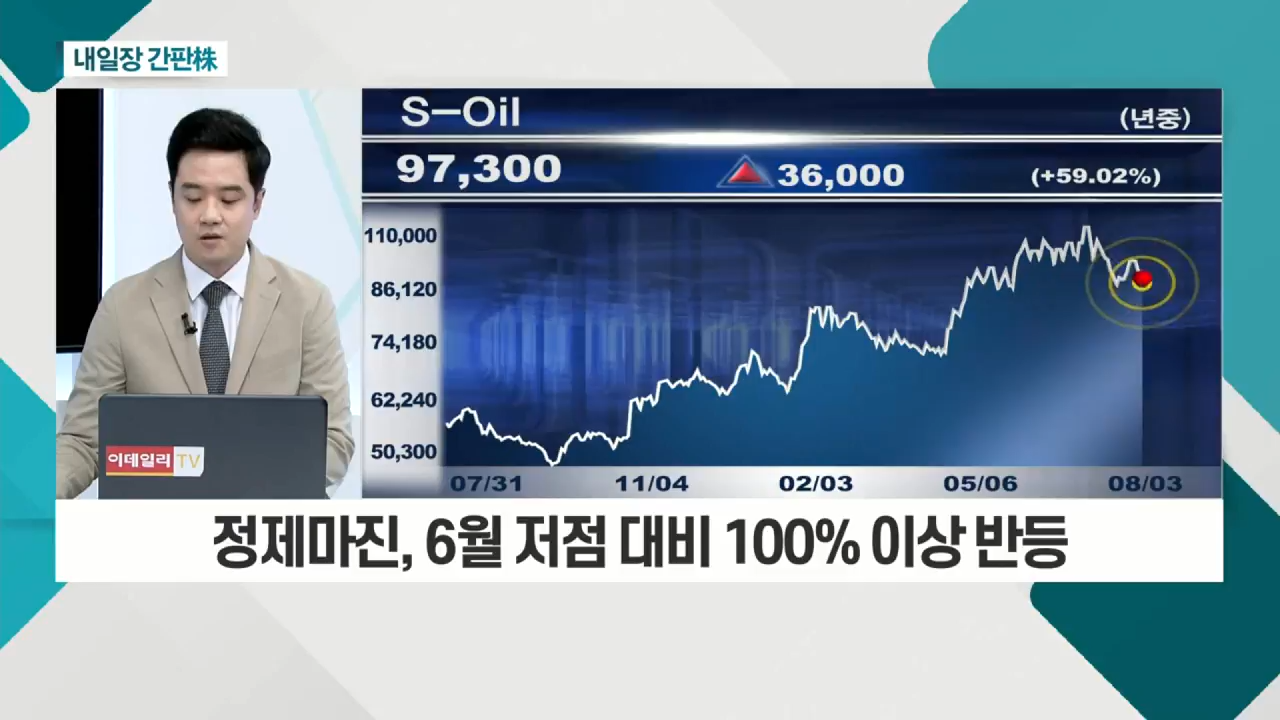 내일장 간판株
S-Oil
(년중)
97,300 36,000 (+59.02%)
110,000
86,120
74,180
62,240
50,300
07/31 11/04 02/03 05/06 08/03
이데일리 TV
정제마진, 6월 저점 대비 100% 이상 반등